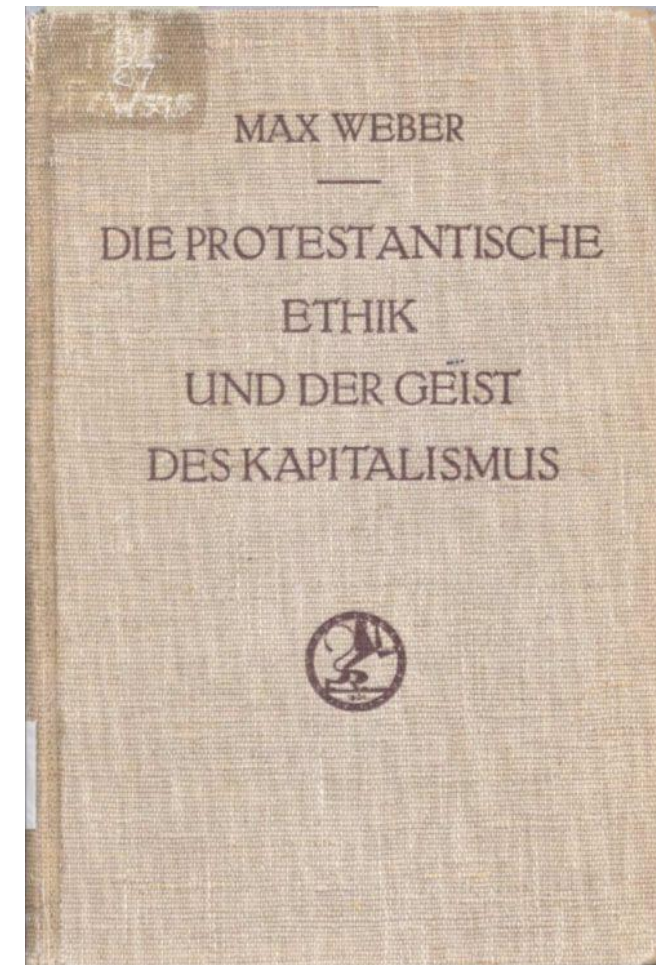 MAX WEBER
DIE PROTESTANTISCHE
ETHIK
UND DER GEIST
DES KAPITALISMUS